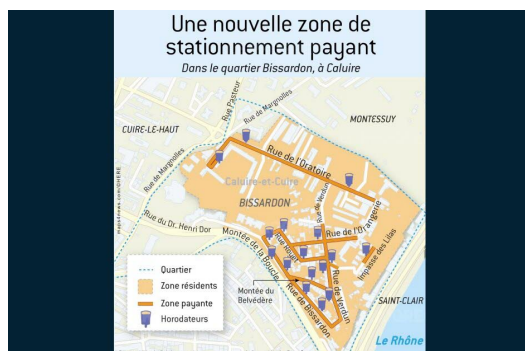 Une nouvelle zone de
stationnement payant
Dans le quartier Bissardon, à Caluire
MONTESSUY
CUIRE-LE-HAUT
Rue Pasteur
Rue de Margnolles
Rue de Margnolles
Rue de l'Oratoire
Caluire-et-Cuire
BISSARDON
Rue de Verdun
Rue de l'Orangerie
Rue du Dr. Henri Dor
Montée de la Boucle
Impasse des Lilas
Rue de Verdun
Montée du
Belvédère
Rue de Bissardon
SAINT-CLAIR
Le Rhône
Quartier
Zone résidents
Zone payante
Horodateurs